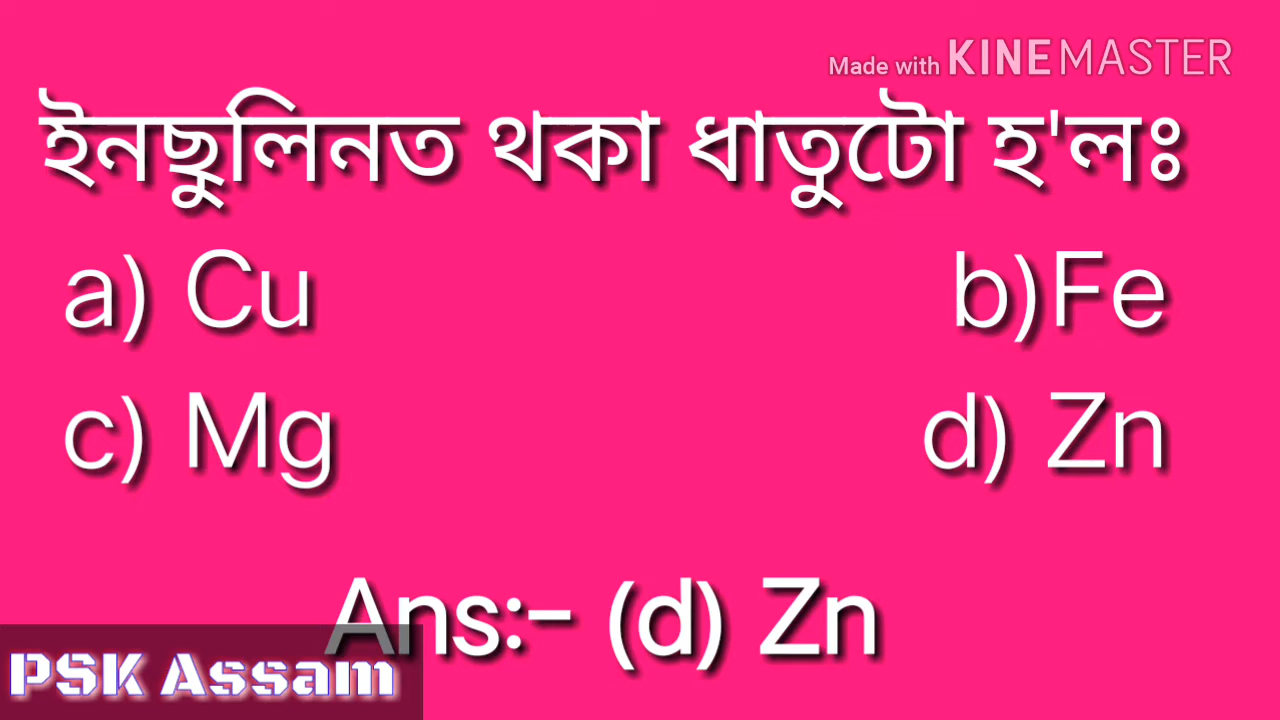 Made with KINEMASTER
ইনছুলিনত থকা ধাতুটো হ'লঃ
a) Cu b)Fe
c) Mg d) Zn
Ans:- (d) Zn
PSK Assam